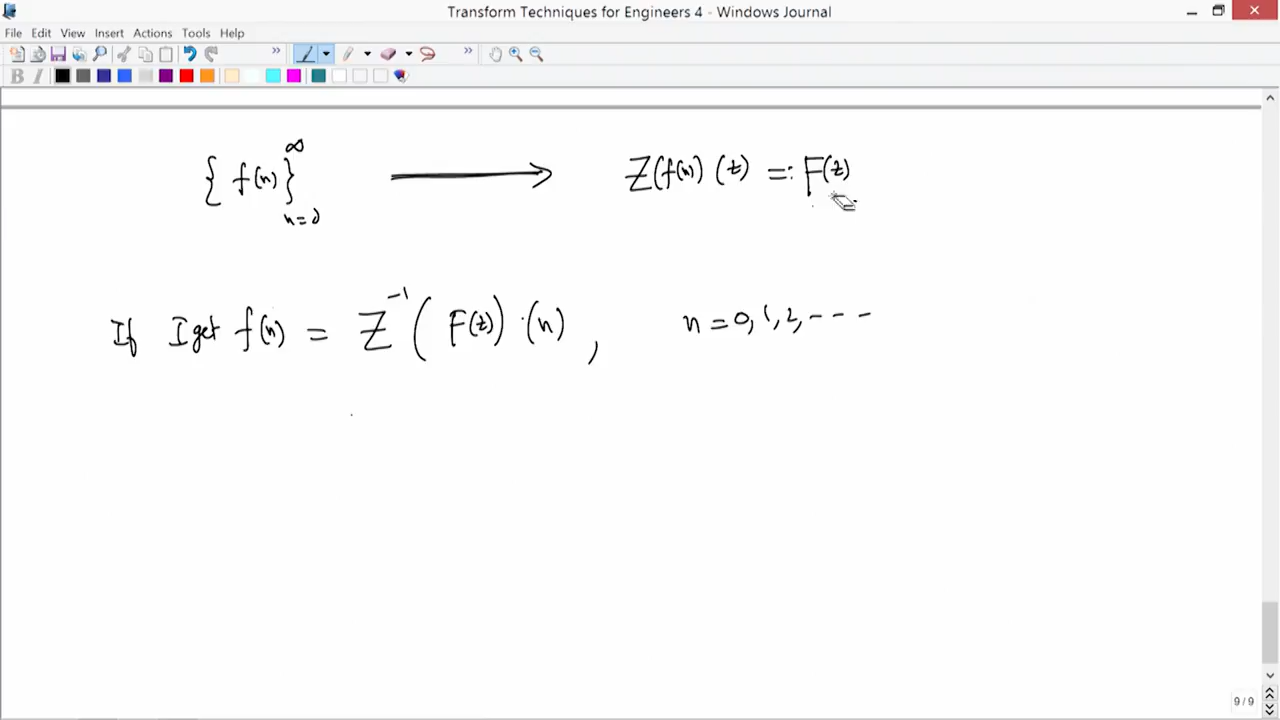 Transform Techniques for Engineers 4 - Windows Journal
File Edit View Insert Actions Tools Help
B I
{ f(n) }_{n=0}^{∞} ⟶ Z(f(n))(z) =: F(z)
If I get f(n) = Z^{-1}( F(z) ) · (n), n = 0, 1, 2, - - -
9 / 9